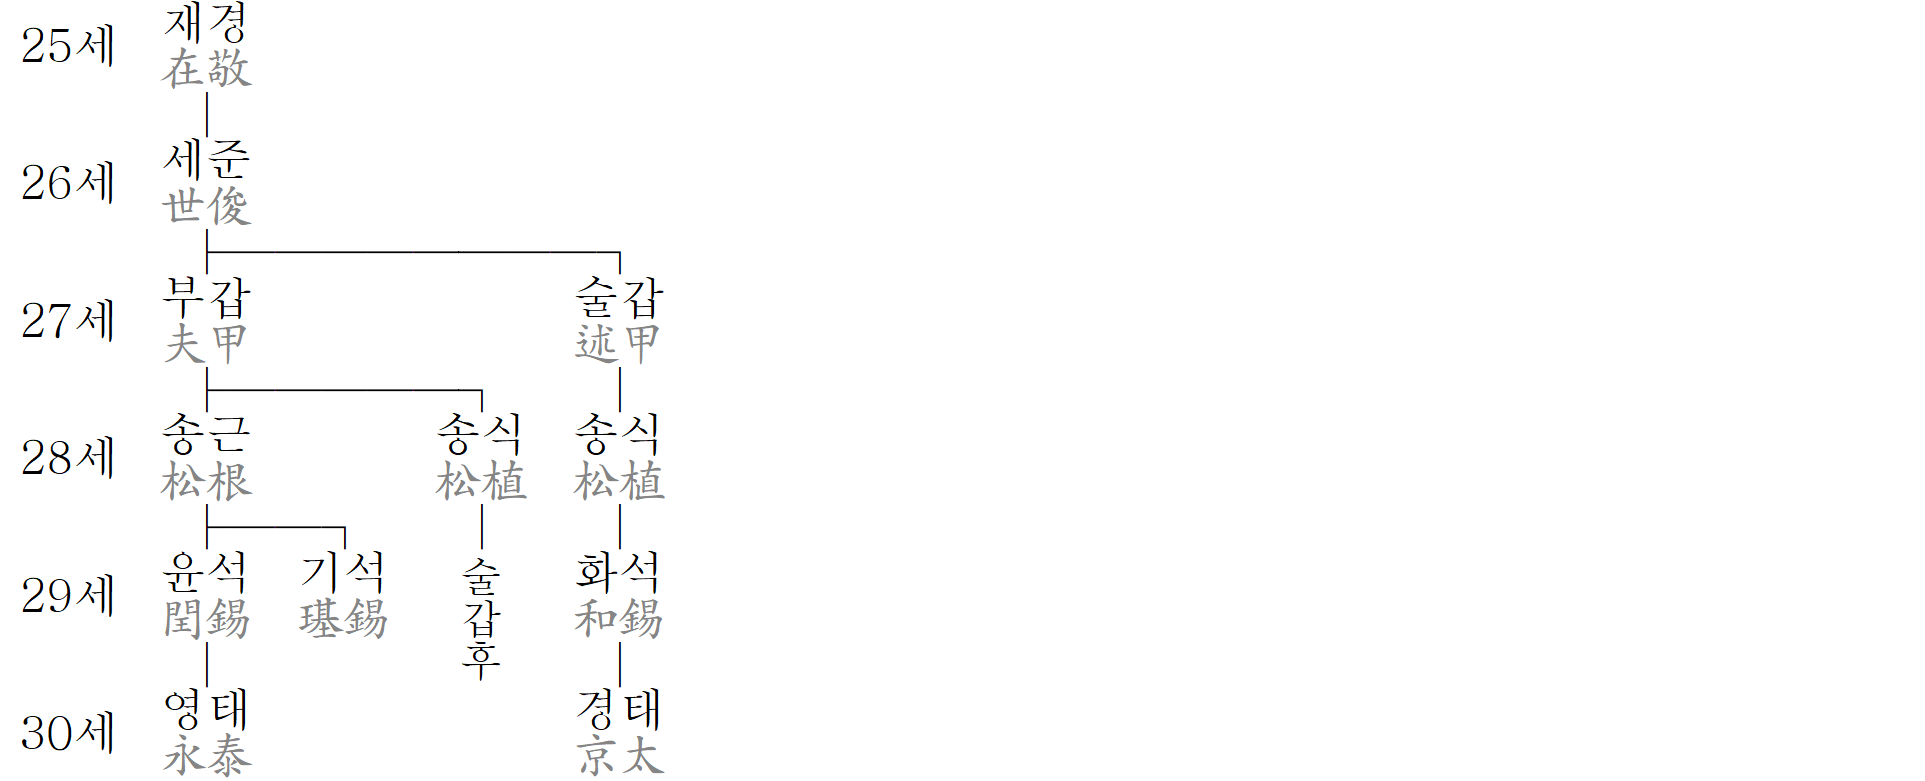 25세 재경
在敬
26세 세준
世俊
27세 부갑 술갑
夫甲 述甲
28세 송근 송식 송식
松根 松植 松植
29세 윤석 기석 술갑후 화석
閏錫 璂錫 和錫
30세 영태 경태
永泰 京太